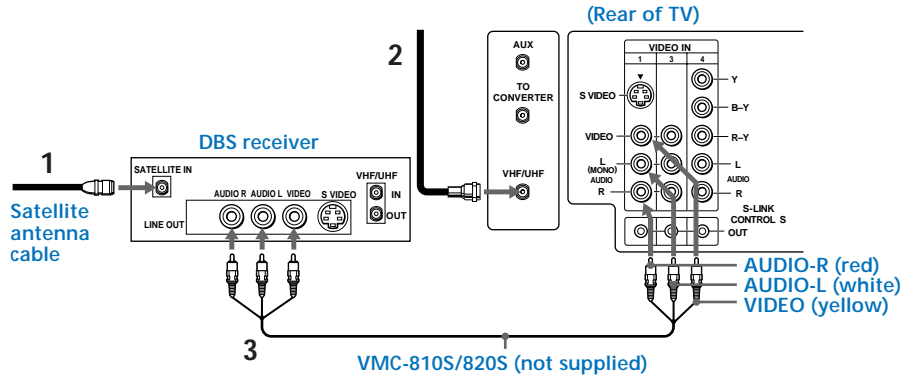 (Rear of TV)
2
AUX
TO
CONVERTER
VHF/UHF
VIDEO IN
1 3 4
S VIDEO
Y
B–Y
VIDEO
R–Y
L
(MONO)
AUDIO
R
L
AUDIO
R
S-LINK
CONTROL S
OUT
DBS receiver
1
Satellite
antenna
cable
SATELLITE IN
VHF/UHF
IN
OUT
AUDIO R AUDIO L VIDEO S VIDEO
LINE OUT
AUDIO-R (red)
AUDIO-L (white)
VIDEO (yellow)
3
VMC-810S/820S (not supplied)